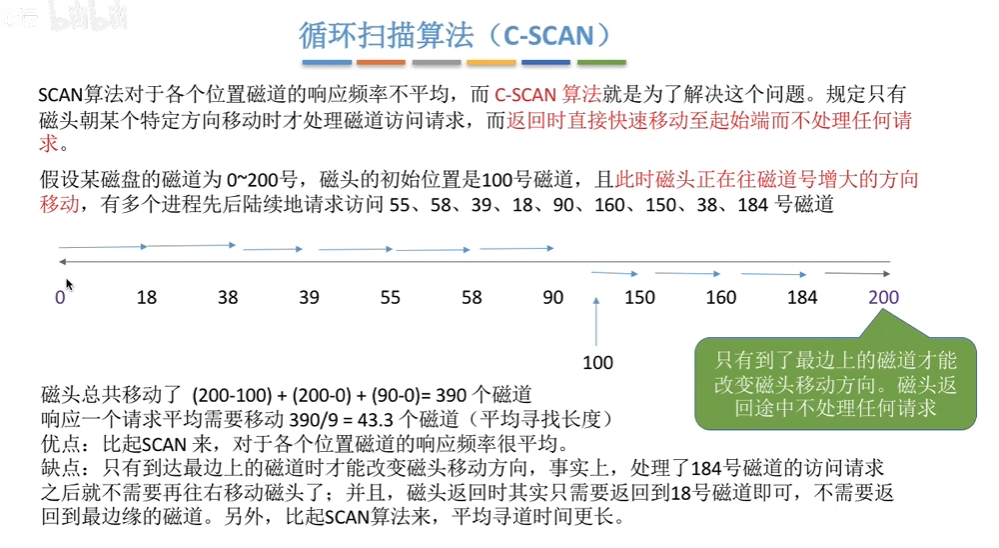 bilibili
循环扫描算法（C-SCAN）
SCAN算法对于各个位置磁道的响应频率不平均，而 C-SCAN 算法就是为了解决这个问题。规定只有
磁头朝某个特定方向移动时才处理磁道访问请求，而返回时直接快速移动至起始端而不处理任何请
求。
假设某磁盘的磁道为 0~200号，磁头的初始位置是100号磁道，且此时磁头正在往磁道号增大的方向
移动，有多个进程先后陆续地请求访问 55、58、39、18、90、160、150、38、184 号磁道
0 18 38 39 55 58 90 150 160 184 200
100
只有到了最边上的磁道才能
改变磁头移动方向。磁头返
回途中不处理任何请求
磁头总共移动了 (200-100) + (200-0) + (90-0)= 390 个磁道
响应一个请求平均需要移动 390/9 = 43.3 个磁道（平均寻找长度）
优点：比起SCAN 来，对于各个位置磁道的响应频率很平均。
缺点：只有到达最边上的磁道时才能改变磁头移动方向，事实上，处理了184号磁道的访问请求
之后就不需要再往右移动磁头了；并且，磁头返回时其实只需要返回到18号磁道即可，不需要返
回到最边缘的磁道。另外，比起SCAN算法来，平均寻道时间更长。